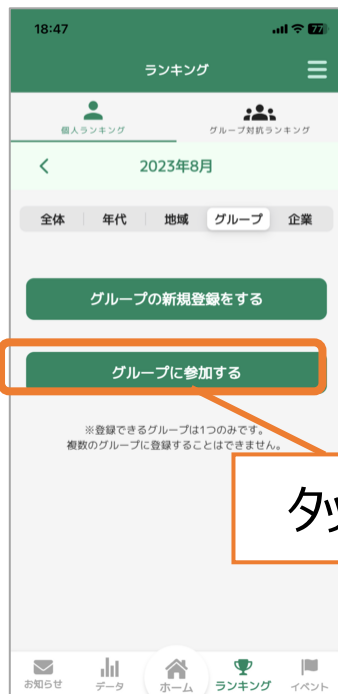 18:47
77
ランキング
個人ランキング
グループ対抗ランキング
2023年8月
全体
年代
地域
グループ
企業
グループの新規登録をする
グループに参加する
※登録できるグループは1つのみです。
複数のグループに登録することはできません。
タッ
お知らせ
データ
ホーム
ランキング
イベント